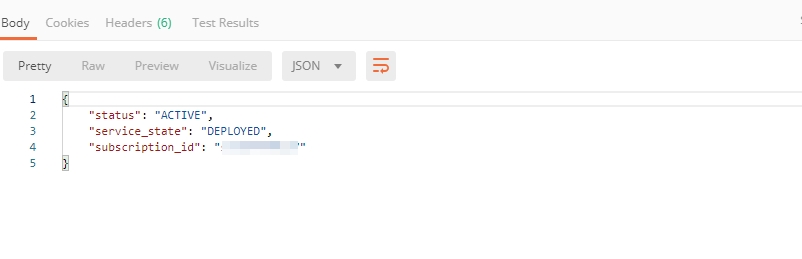 Body Cookies Headers (6) Test Results
Pretty Raw Preview Visualize JSON
1 {
2 "status": "ACTIVE",
3 "service_state": "DEPLOYED",
4 "subscription_id": "
5 }